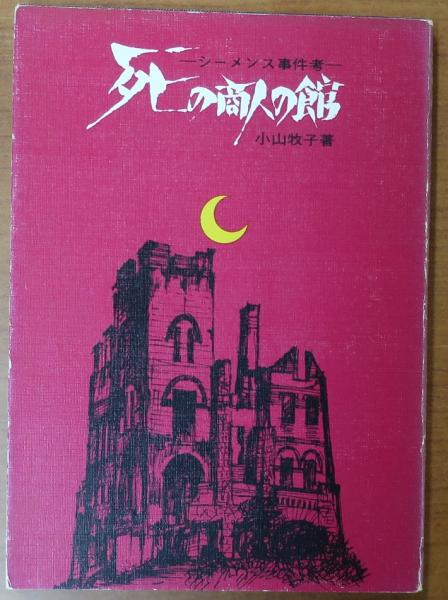 ―シーメンス事件考―
死の商人の館
小山牧子著